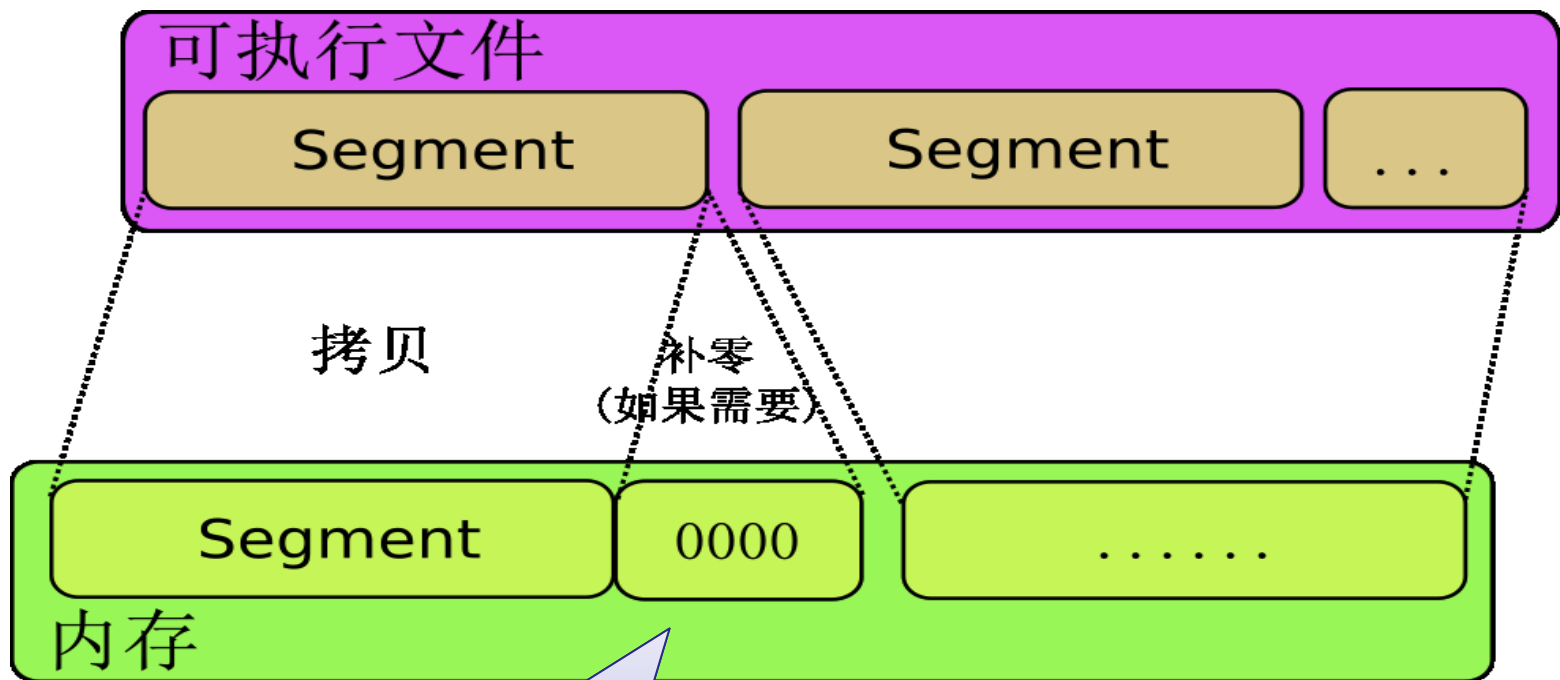 可执行文件
Segment
Segment
...
拷贝
补零
(如果需要)
Segment
0000
......
内存